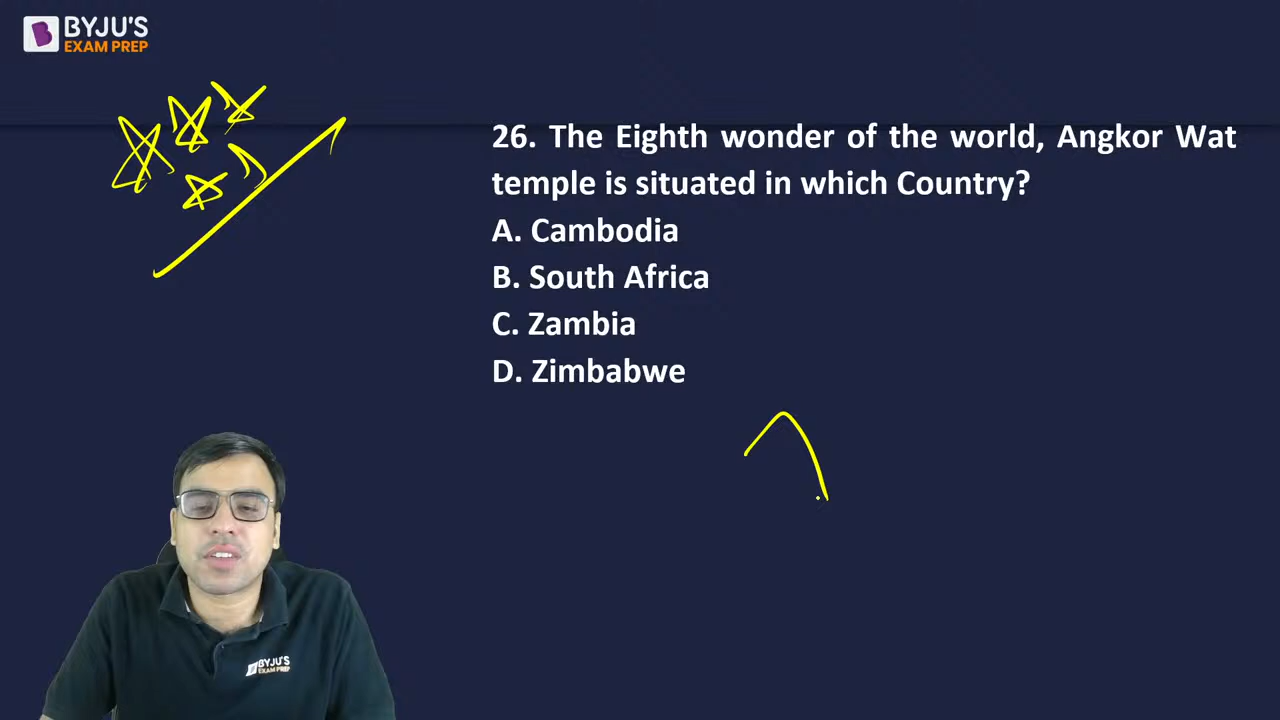 BYJU'S
EXAM PREP
26. The Eighth wonder of the world, Angkor Wat
temple is situated in which Country?
A. Cambodia
B. South Africa
C. Zambia
D. Zimbabwe
BYJU'S
EXAM PREP